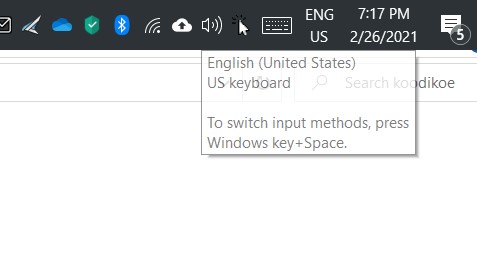 ENG 7:17 PM
US 2/26/2021
5
English (United States)
US keyboard
Search koodikoe
To switch input methods, press
Windows key+Space.